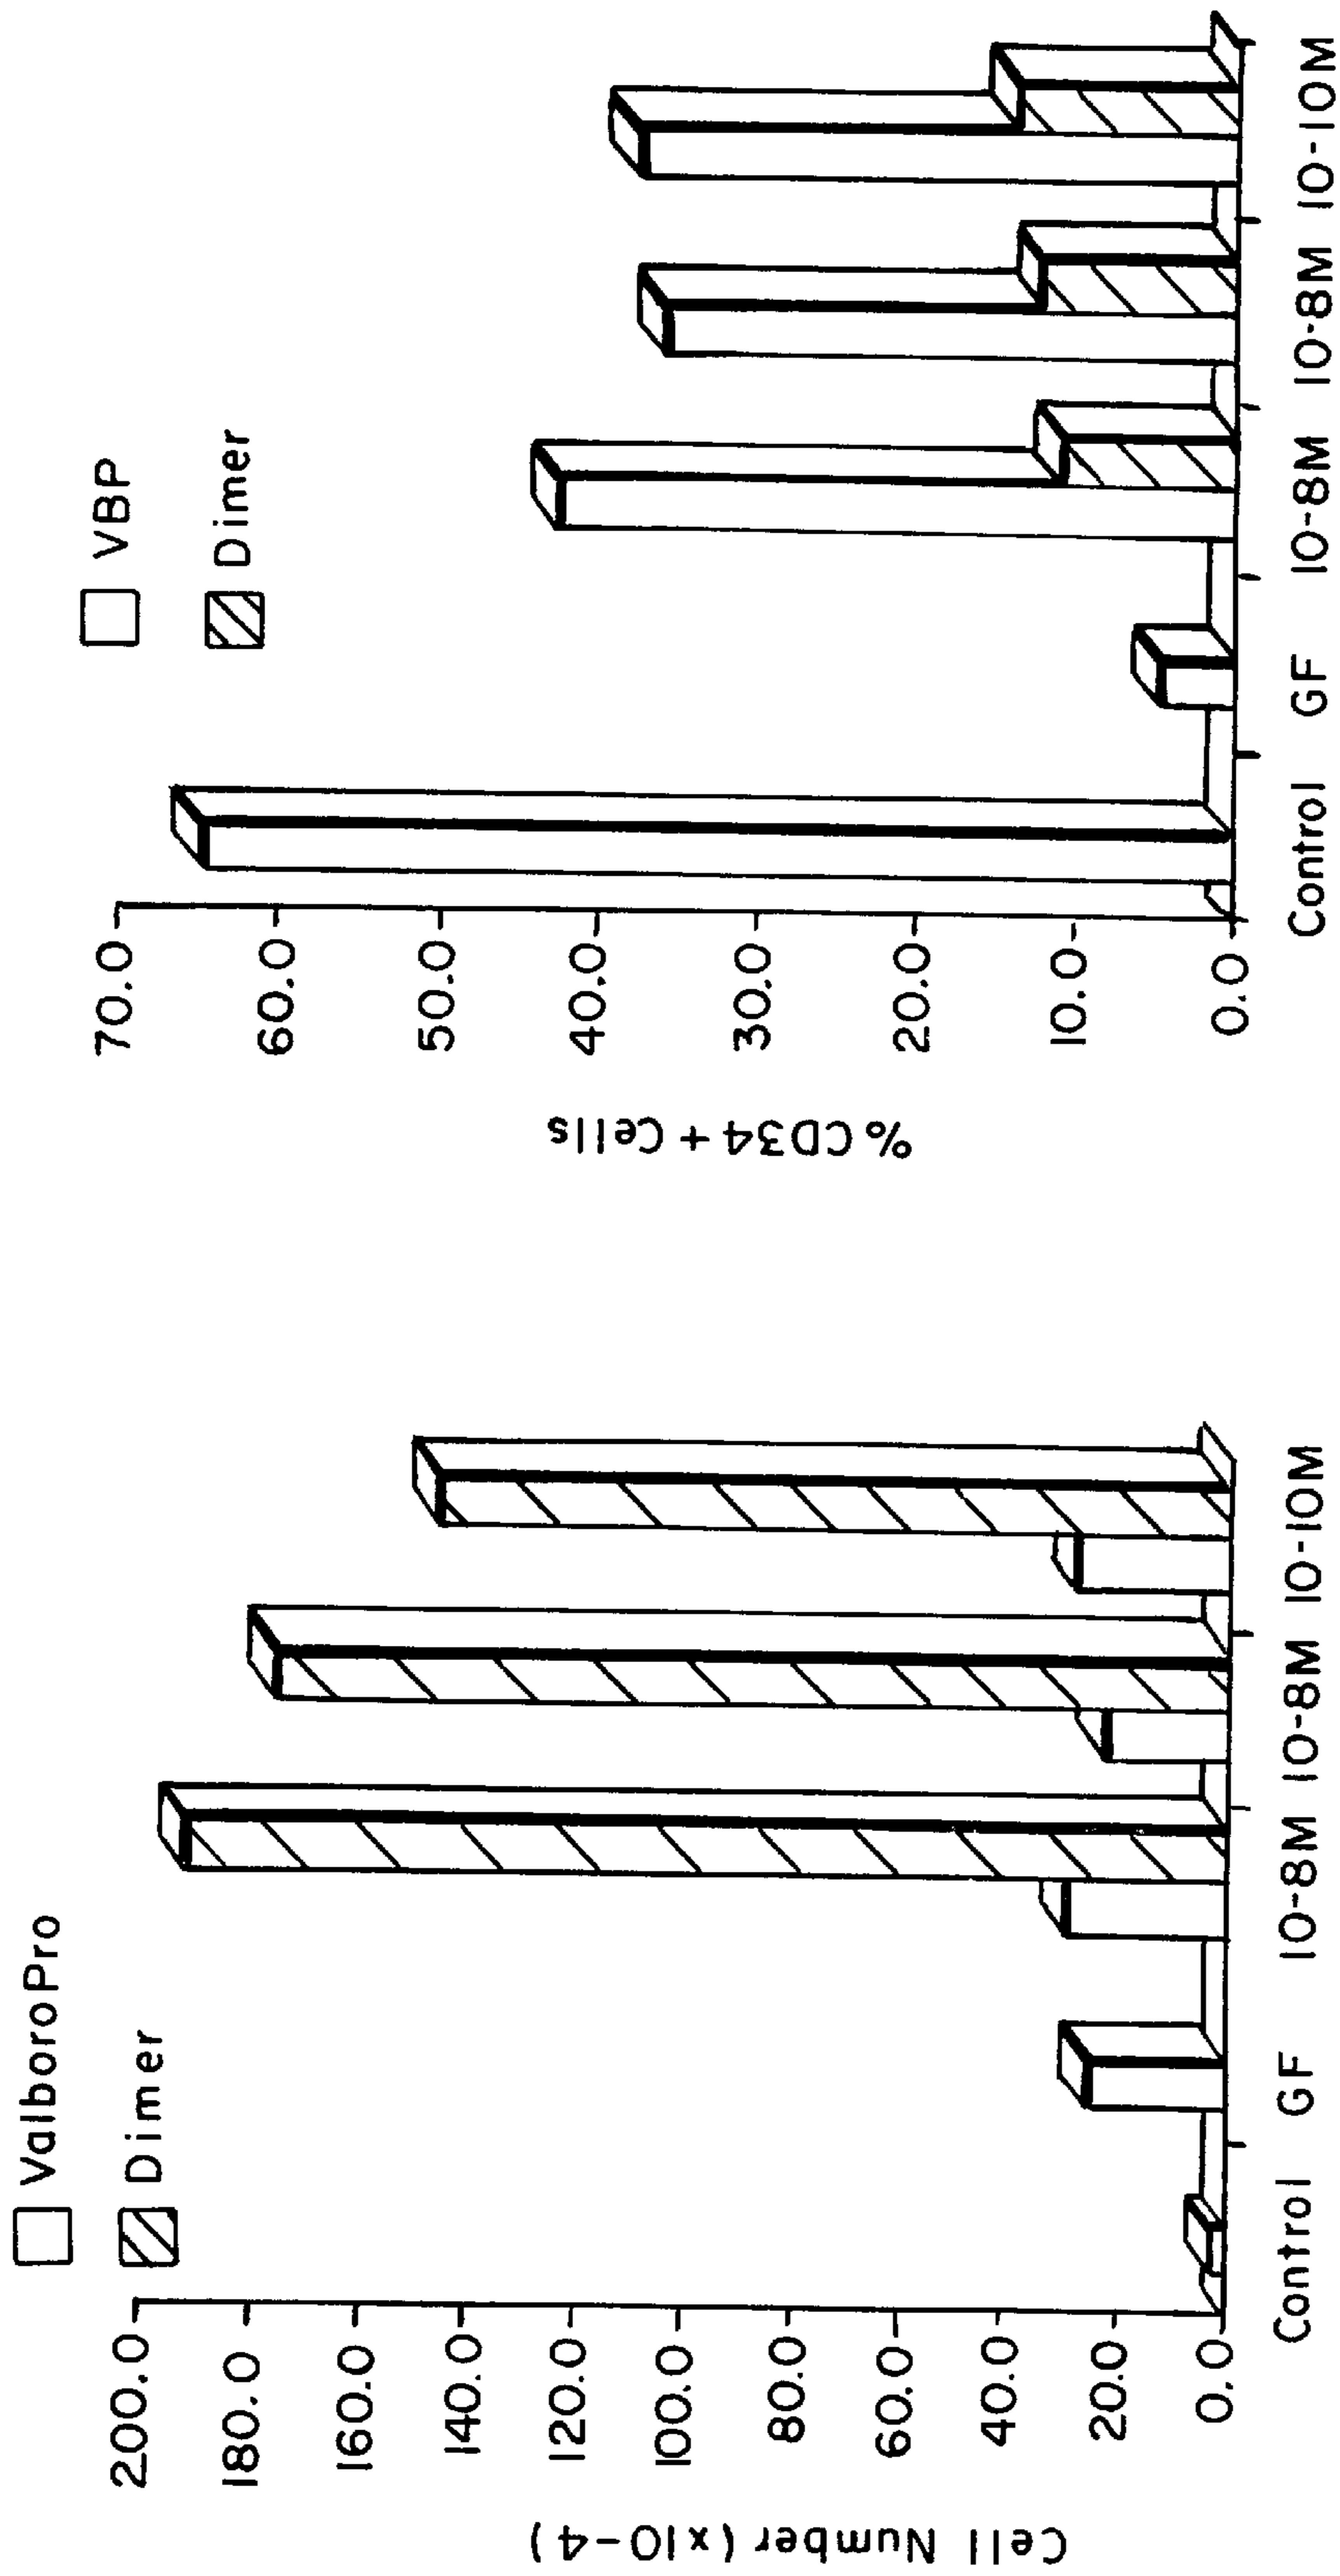 ValboroPro
Dimer
200.0
180.0
160.0
140.0
120.0
100.0
80.0
60.0
40.0
20.0
0.0
Cell Number (x10-4)
Control GF 10-8M 10-8M 10-10M
VBP
Dimer
70.0
60.0
50.0
40.0
30.0
20.0
10.0
0.0
% CD34 + Cells
Control GF 10-8M 10-8M 10-10M